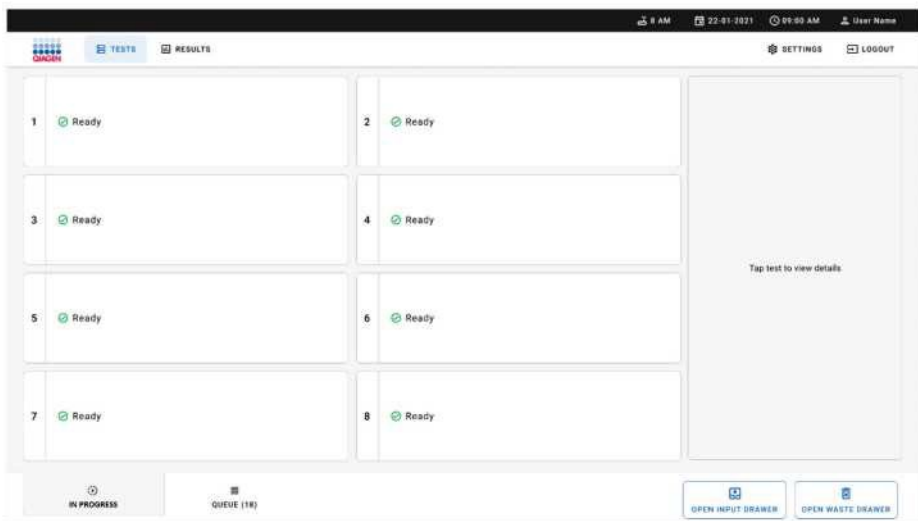 8 AM 22-01-2021 09:00 AM User Name
QIAGEN TESTS RESULTS SETTINGS LOGOUT
1 Ready 2 Ready
3 Ready 4 Ready
Tap test to view details
5 Ready 6 Ready
7 Ready 8 Ready
IN PROGRESS QUEUE (18) OPEN INPUT DRAWER OPEN WASTE DRAWER